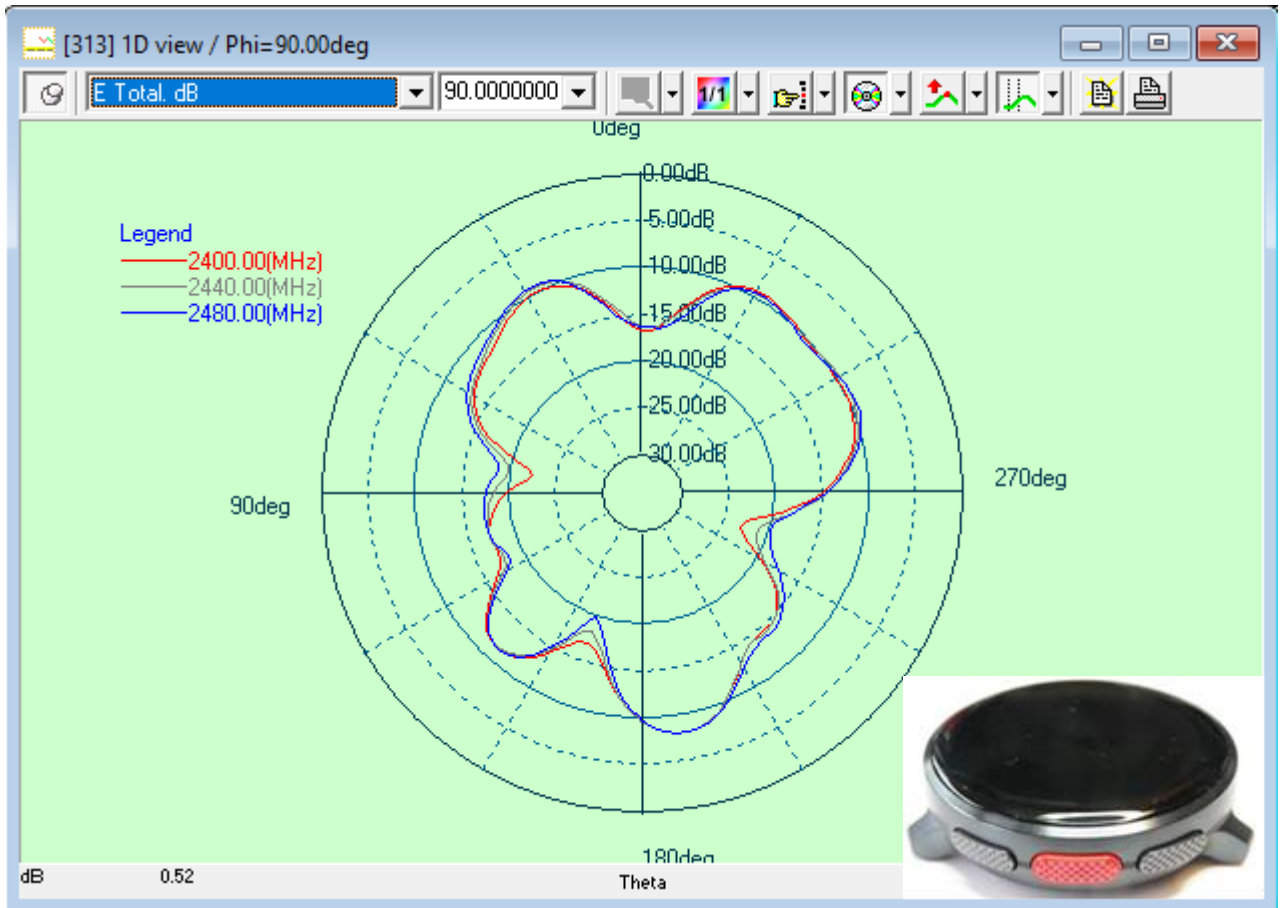 [313] 1D view / Phi=90.00deg
E Total. dB
90.0000000
1/1
0deg
0.00dB
-5.00dB
-10.00dB
-15.00dB
-20.00dB
-25.00dB
-30.00dB
Legend
2400.00(MHz)
2440.00(MHz)
2480.00(MHz)
90deg
270deg
180deg
dB
0.52
Theta